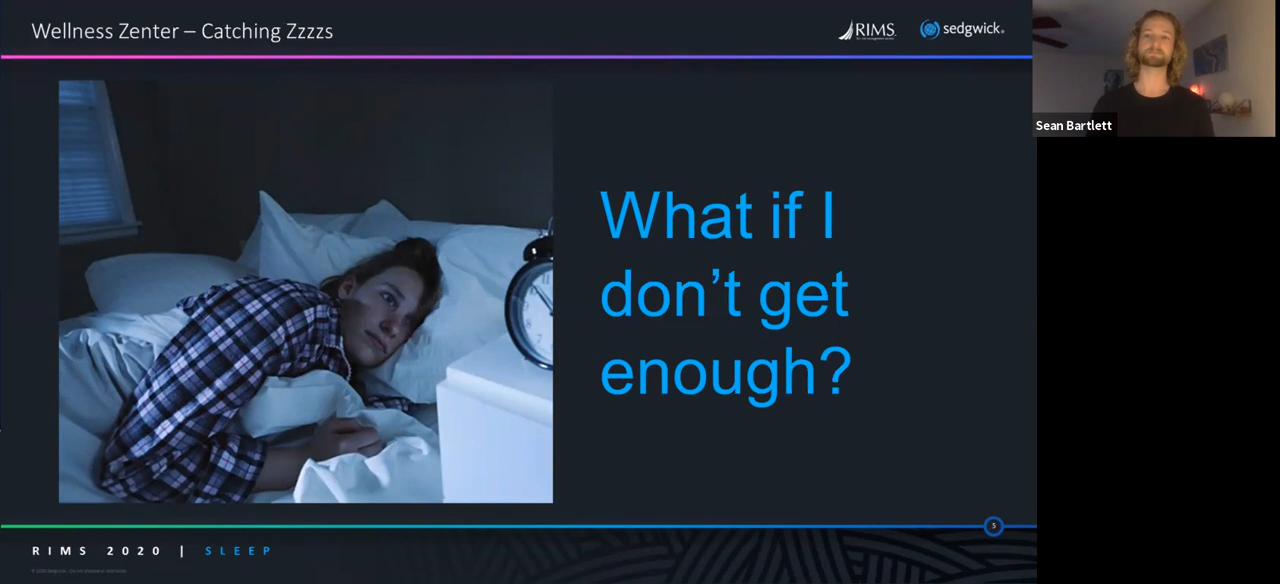 Wellness Zenter – Catching Zzzzs
RIMS
sedgwick.
Sean Bartlett
What if I
don't get
enough?
5
RIMS 2020 | SLEEP